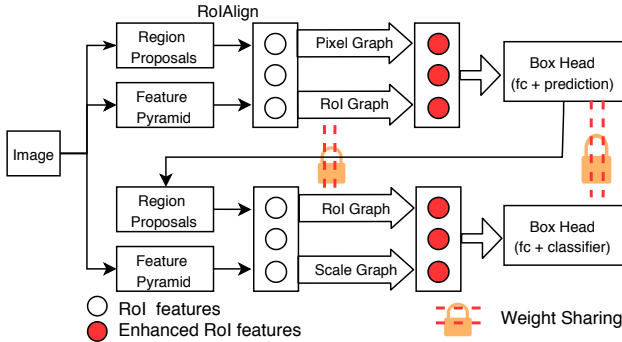 RoIAlign
Region
Proposals
Pixel Graph
Feature
Pyramid
RoI Graph
Box Head
(fc + prediction)
Image
Region
Proposals
RoI Graph
Feature
Pyramid
Scale Graph
Box Head
(fc + classifier)
RoI features
Enhanced RoI features
Weight Sharing